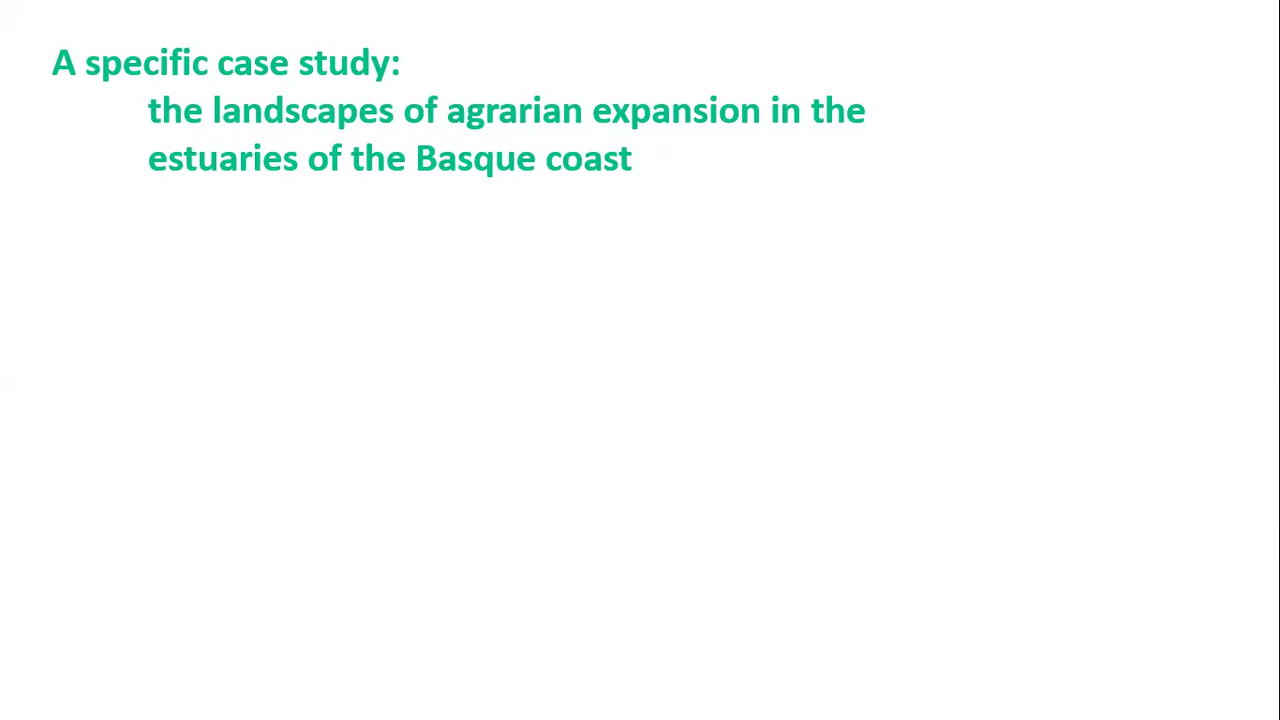 A specific case study:
the landscapes of agrarian expansion in the
estuaries of the Basque coast